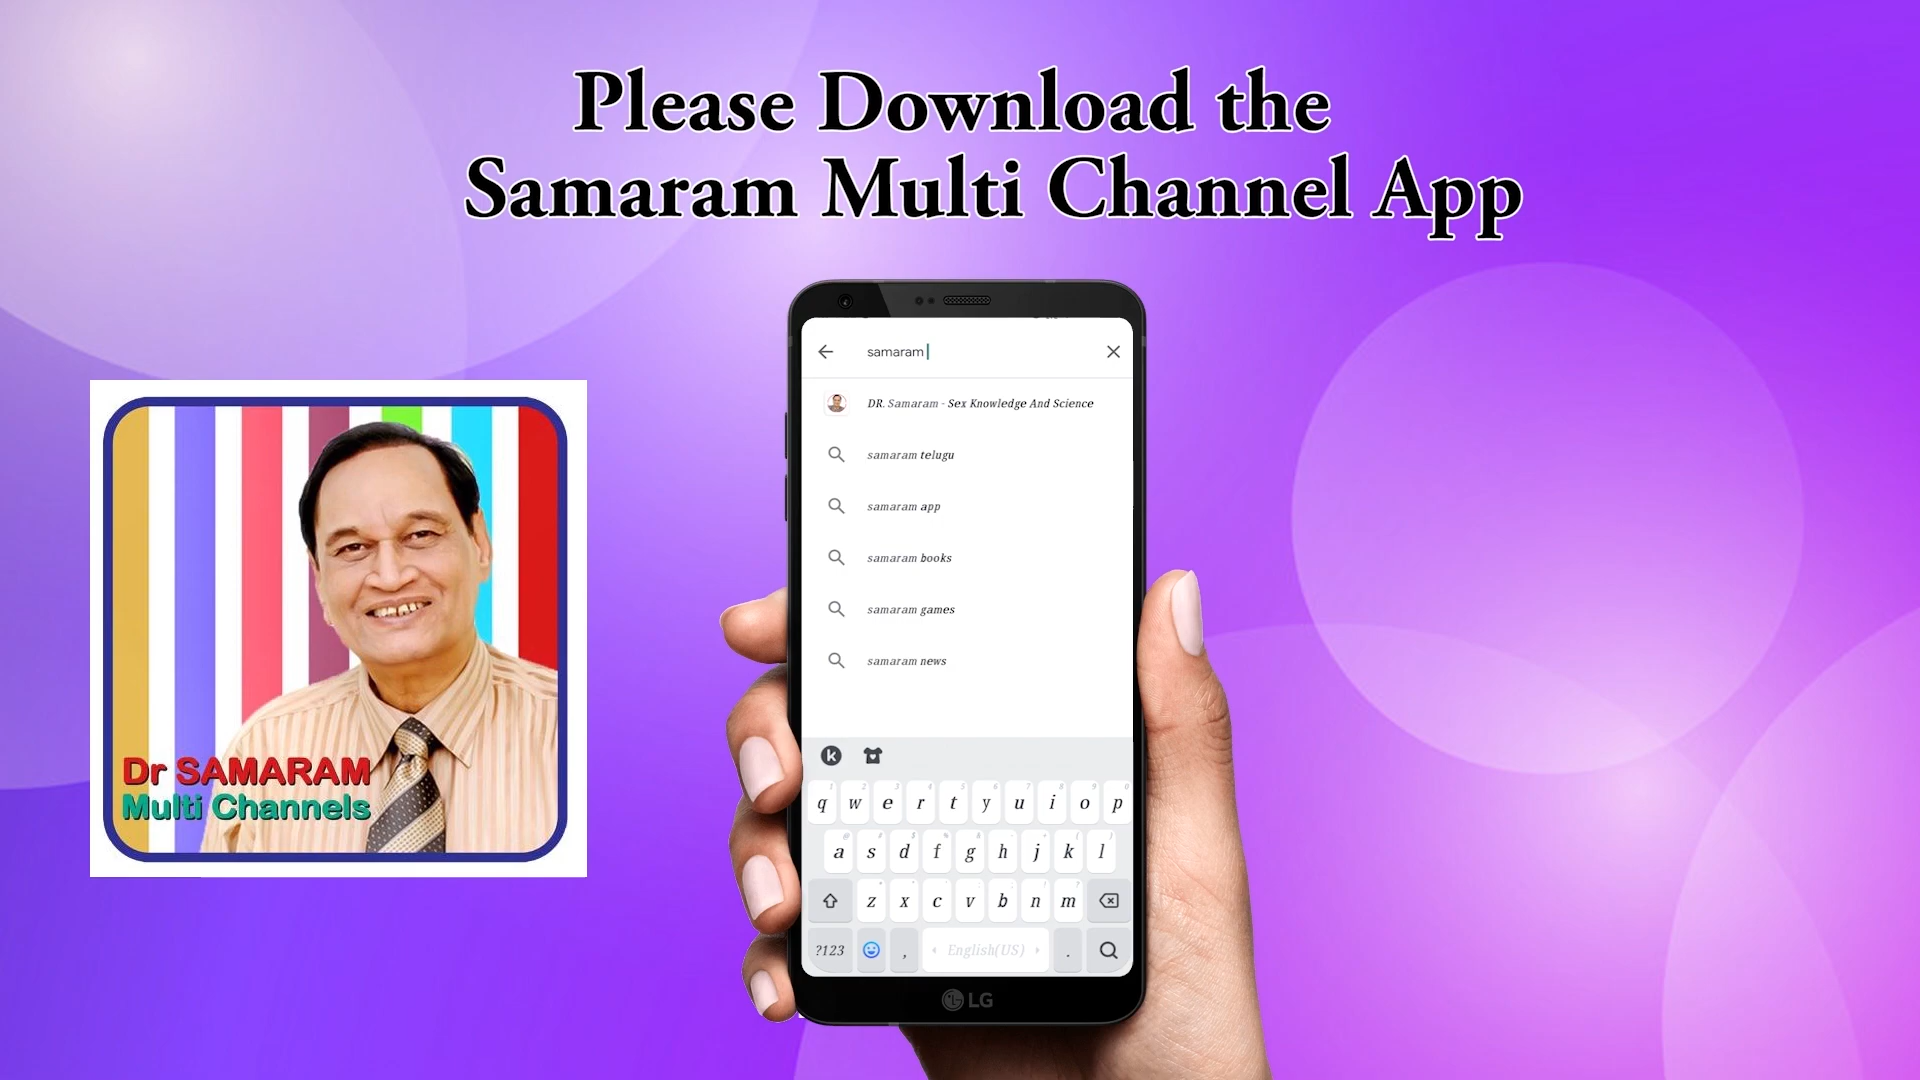 Please Download the
Samaram Multi Channel App
samaram
DR. Samaram - Sex Knowledge And Science
samaram telugu
samaram app
samaram books
samaram games
samaram news
Dr SAMARAM
Multi Channels
k
q w e r t y u i o p
a s d f g h j k l
z x c v b n m
?123 , English(US) .
LG